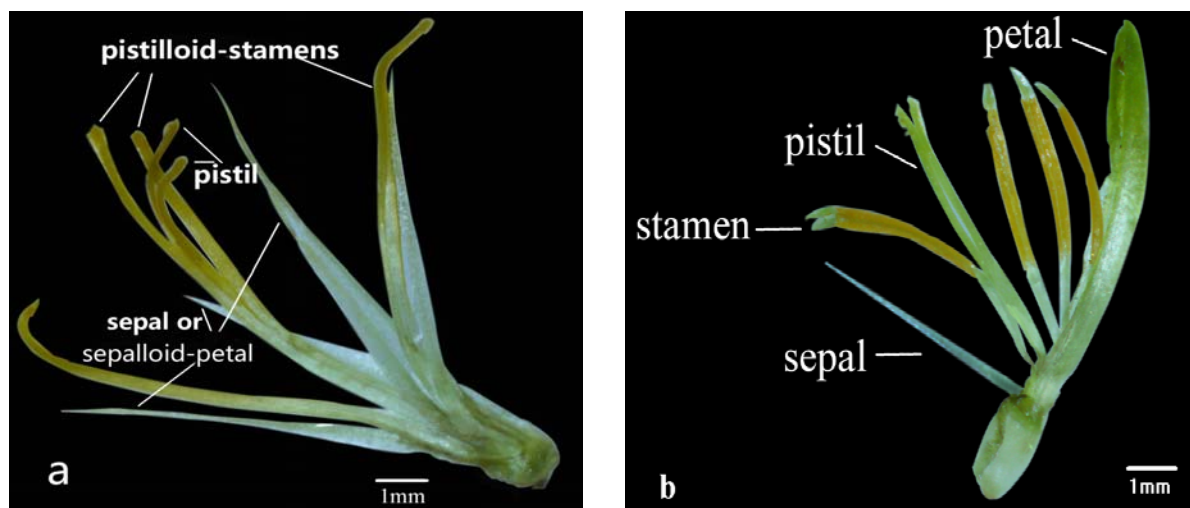 pistilloid-stamens
pistil
sepal or
sepalloid-petal
a
1mm
petal
pistil
stamen
sepal
b
1mm